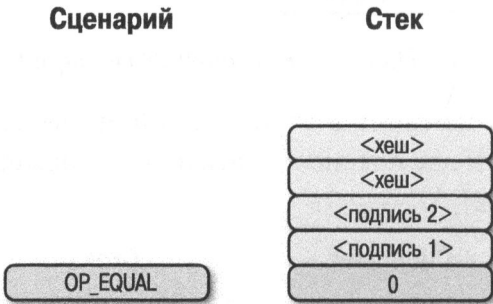 Сценарий Стек
<хеш>
<хеш>
<подпись 2>
<подпись 1>
OP_EQUAL 0